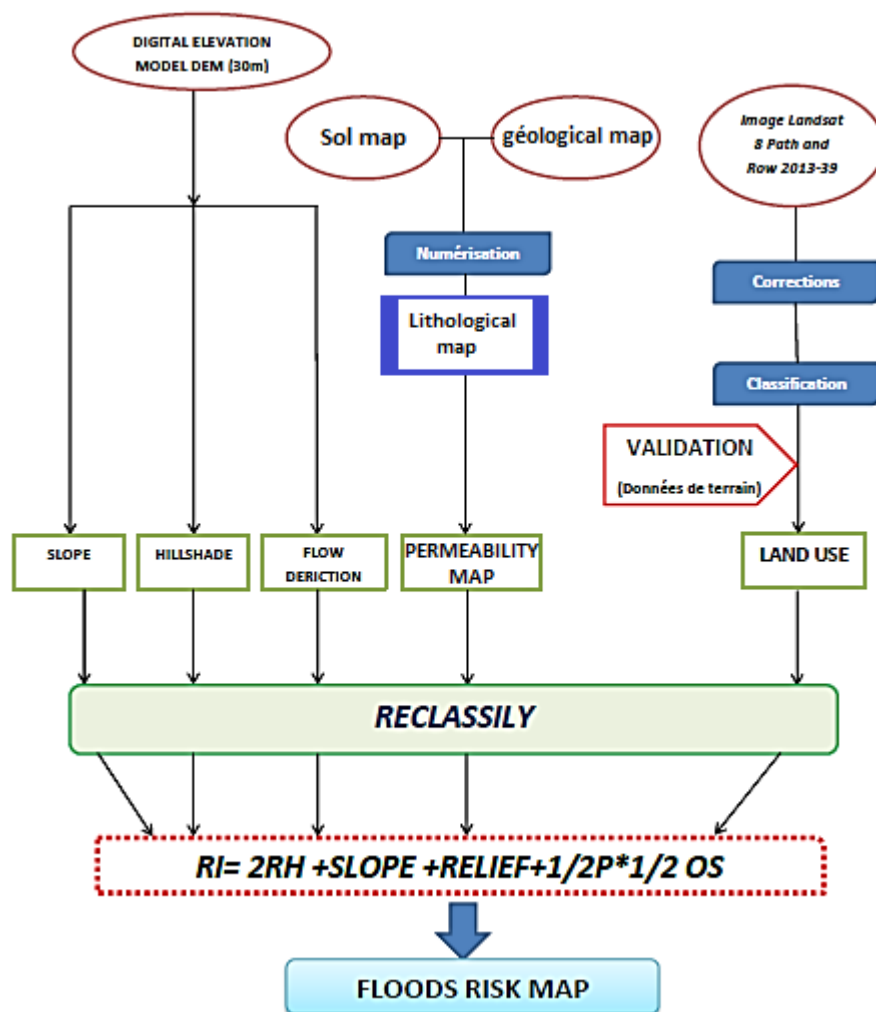 DIGITAL ELEVATION
MODEL DEM (30m)
Sol map
géological map
Image Landsat
8 Path and
Row 2013-39
Numérisation
Corrections
Lithological
map
Classification
VALIDATION
(Données de terrain)
SLOPE
HILLSHADE
FLOW
DERICTION
PERMEABILITY
MAP
LAND USE
RECLASSILY
RI= 2RH +SLOPE +RELIEF+1/2P*1/2 OS
FLOODS RISK MAP